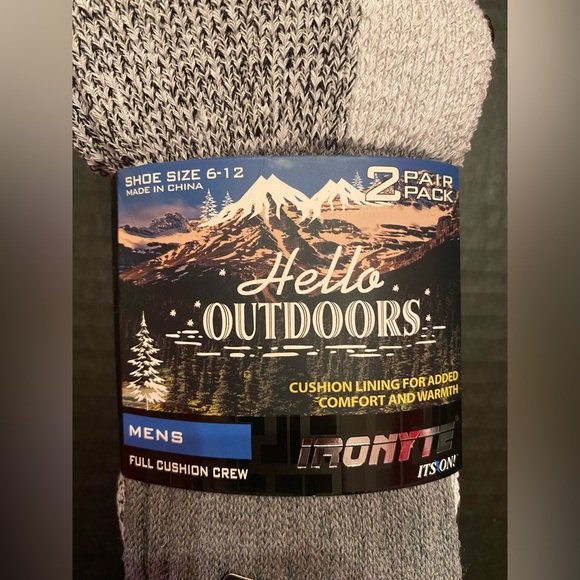 SHOE SIZE 6-12
MADE IN CHINA
2 PAIR
PACK
Hello
OUTDOORS
CUSHION LINING FOR ADDED
COMFORT AND WARMTH
MENS
FULL CUSHION CREW
IRONYTE
ITS ON!